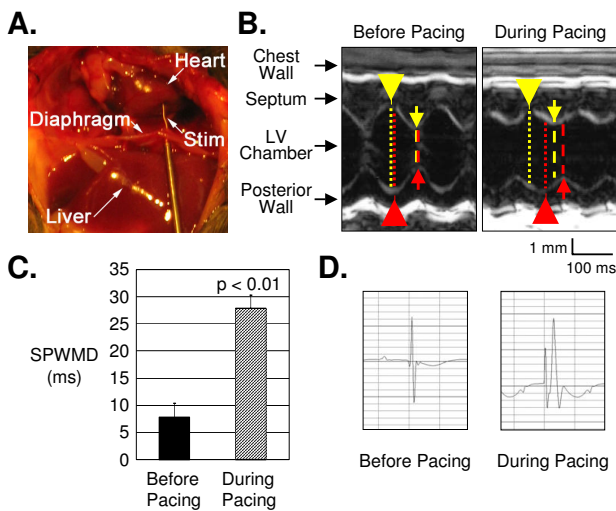 A.
Heart
Diaphragm
Stim
Liver
B.
Before Pacing
During Pacing
Chest
Wall
Septum
LV
Chamber
Posterior
Wall
1 mm
100 ms
C.
35
30
25
20
15
10
5
0
SPWMD
(ms)
p < 0.01
Before
Pacing
During
Pacing
D.
Before Pacing
During Pacing